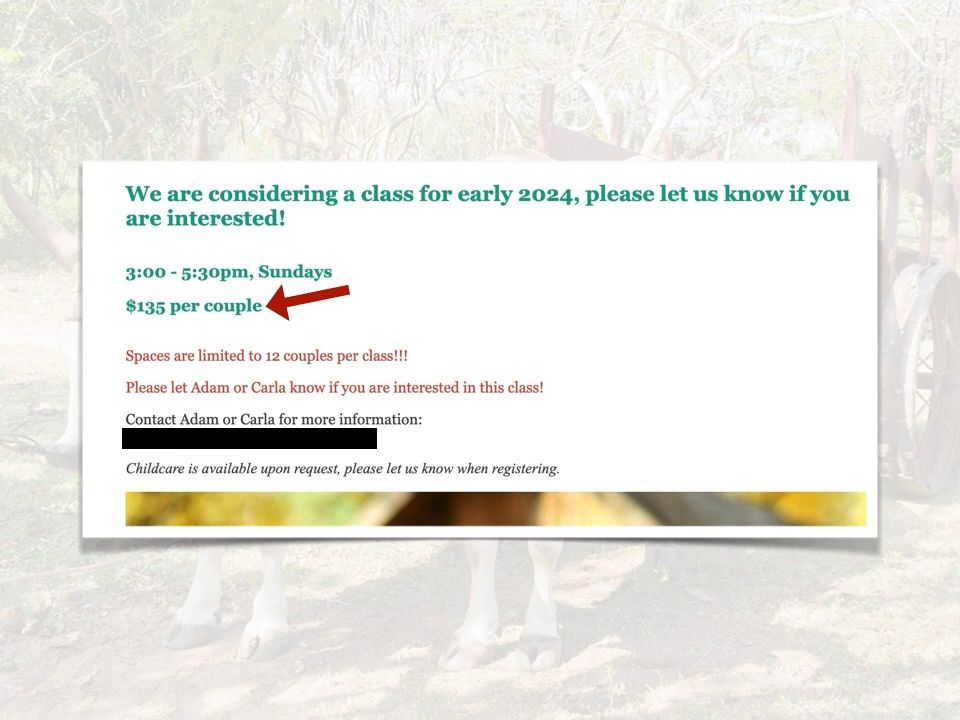 We are considering a class for early 2024, please let us know if you
are interested!
3:00 - 5:30pm, Sundays
$135 per couple
Spaces are limited to 12 couples per class!!!
Please let Adam or Carla know if you are interested in this class!
Contact Adam or Carla for more information:
Childcare is available upon request, please let us know when registering.